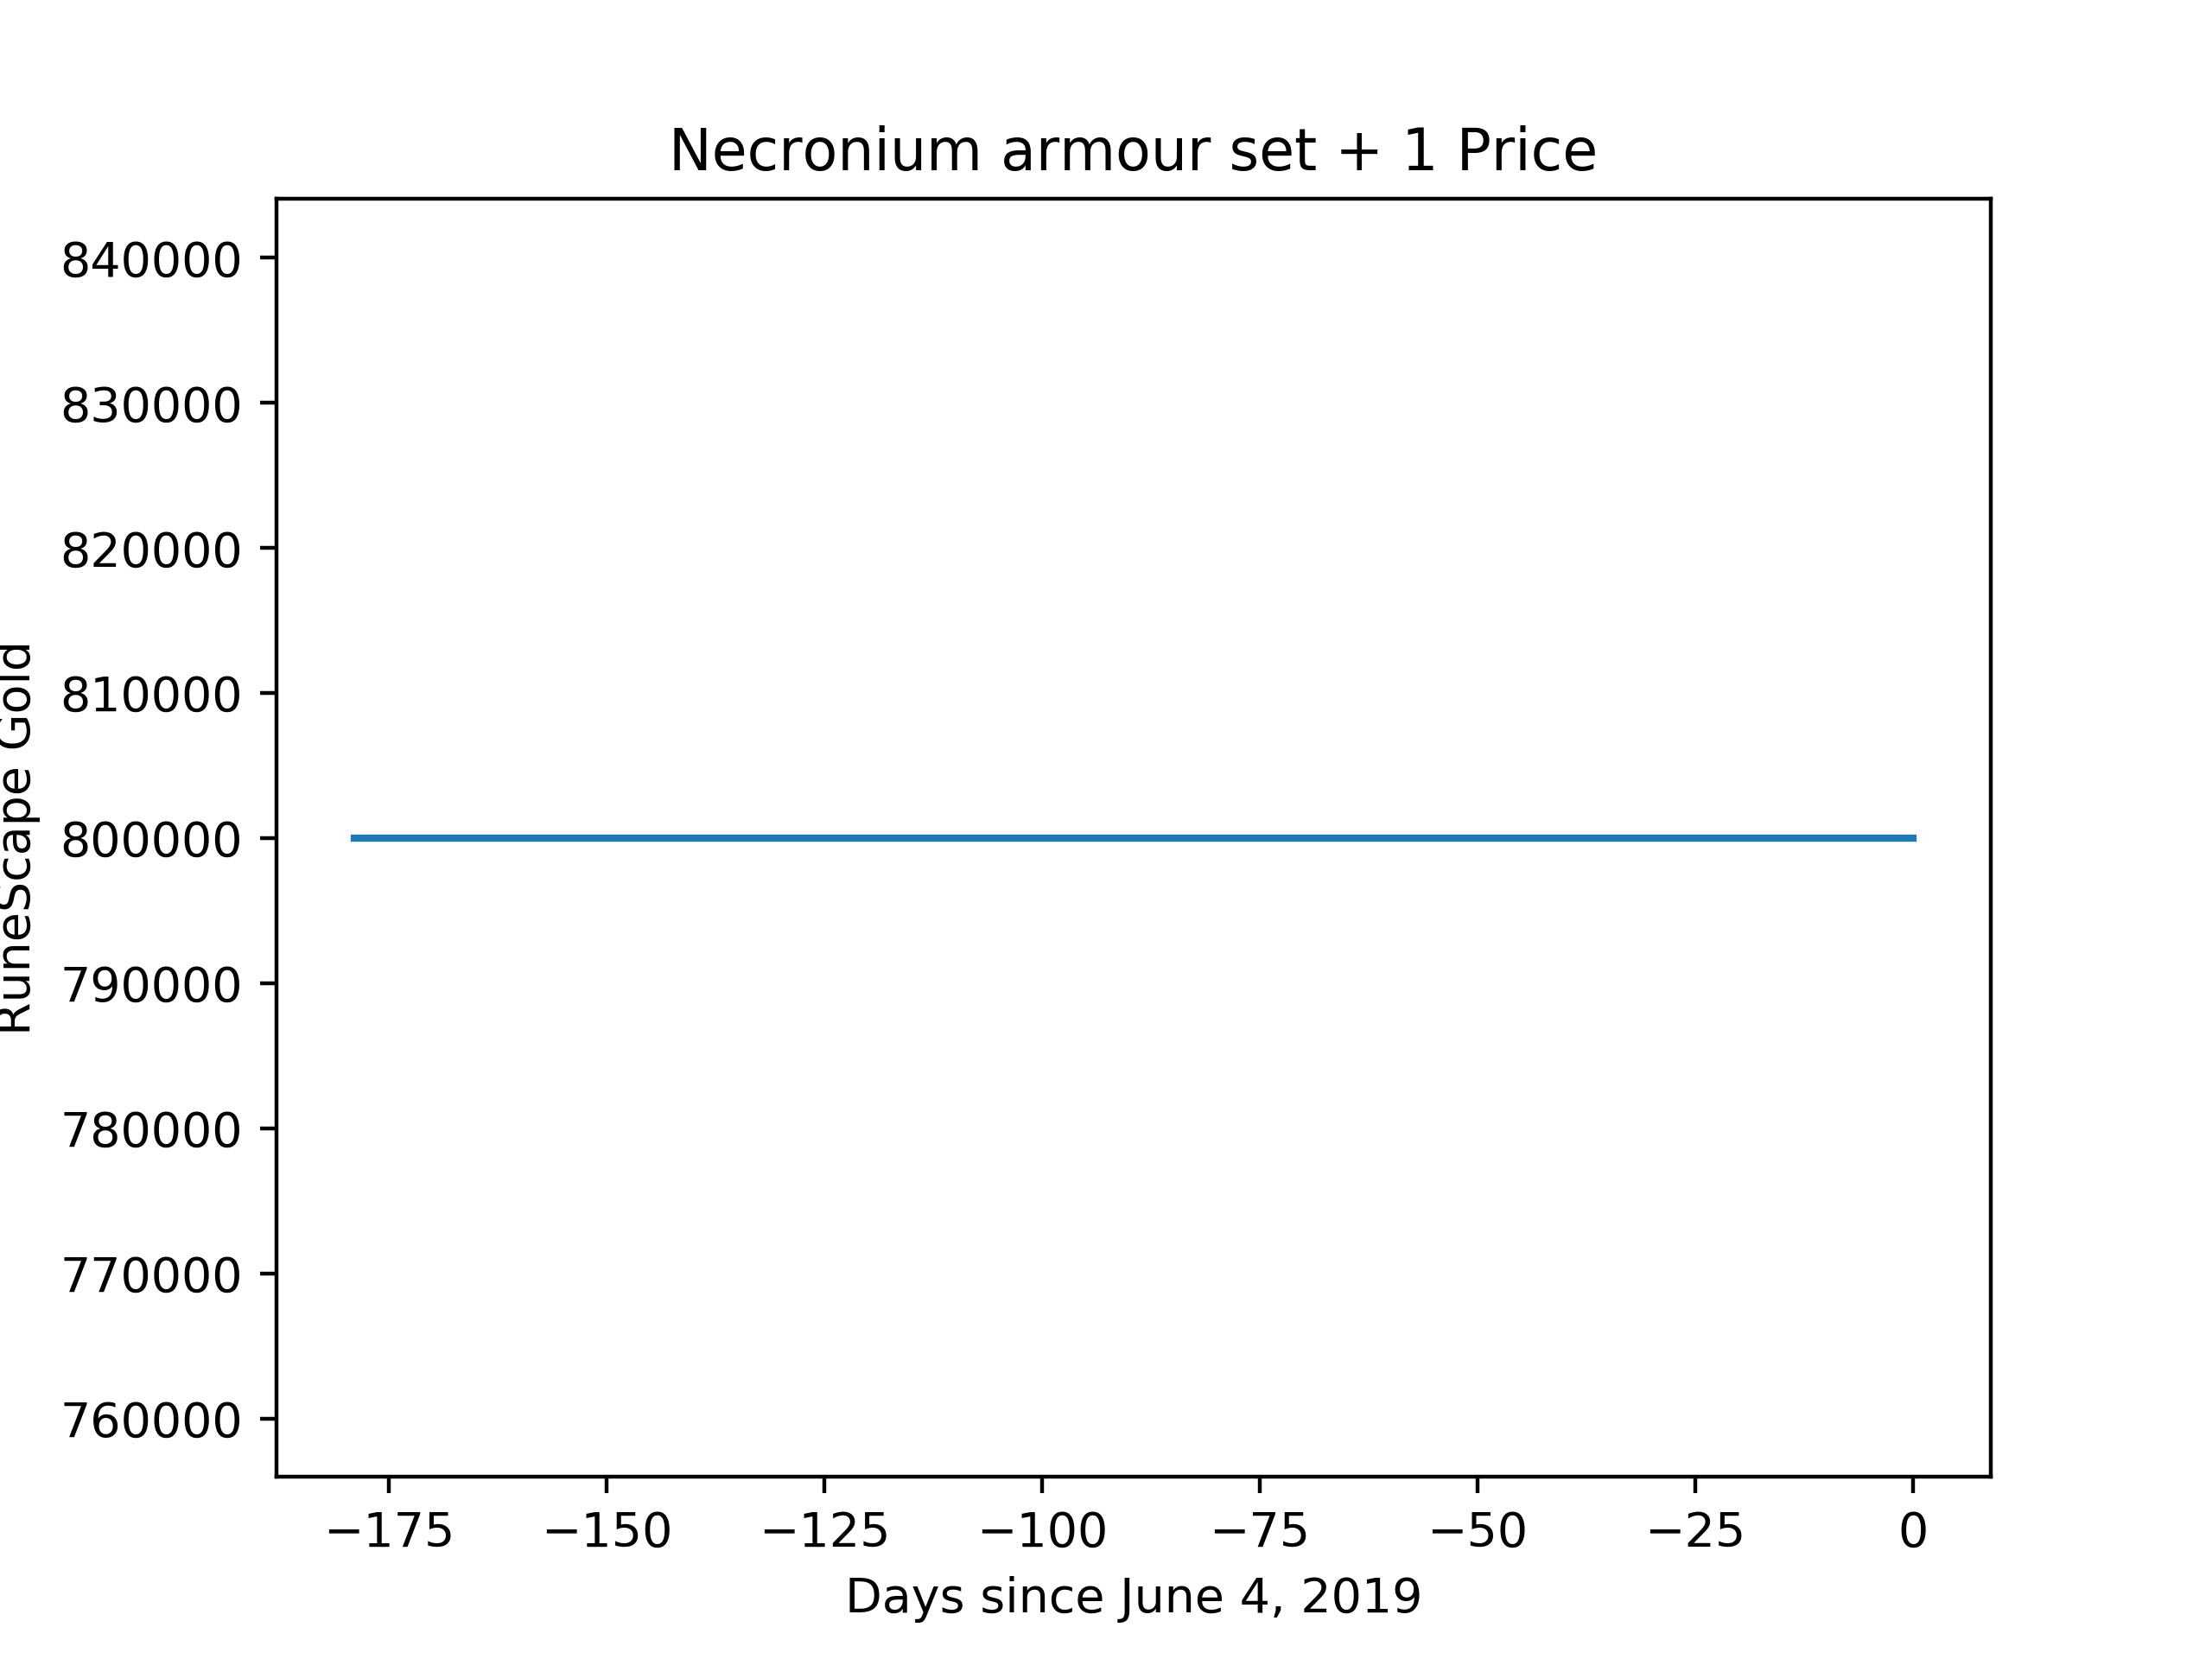 Necronium armour set + 1 Price
840000
830000
820000
810000
800000
790000
780000
770000
760000
RuneScape Gold
−175 −150 −125 −100 −75 −50 −25 0
Days since June 4, 2019